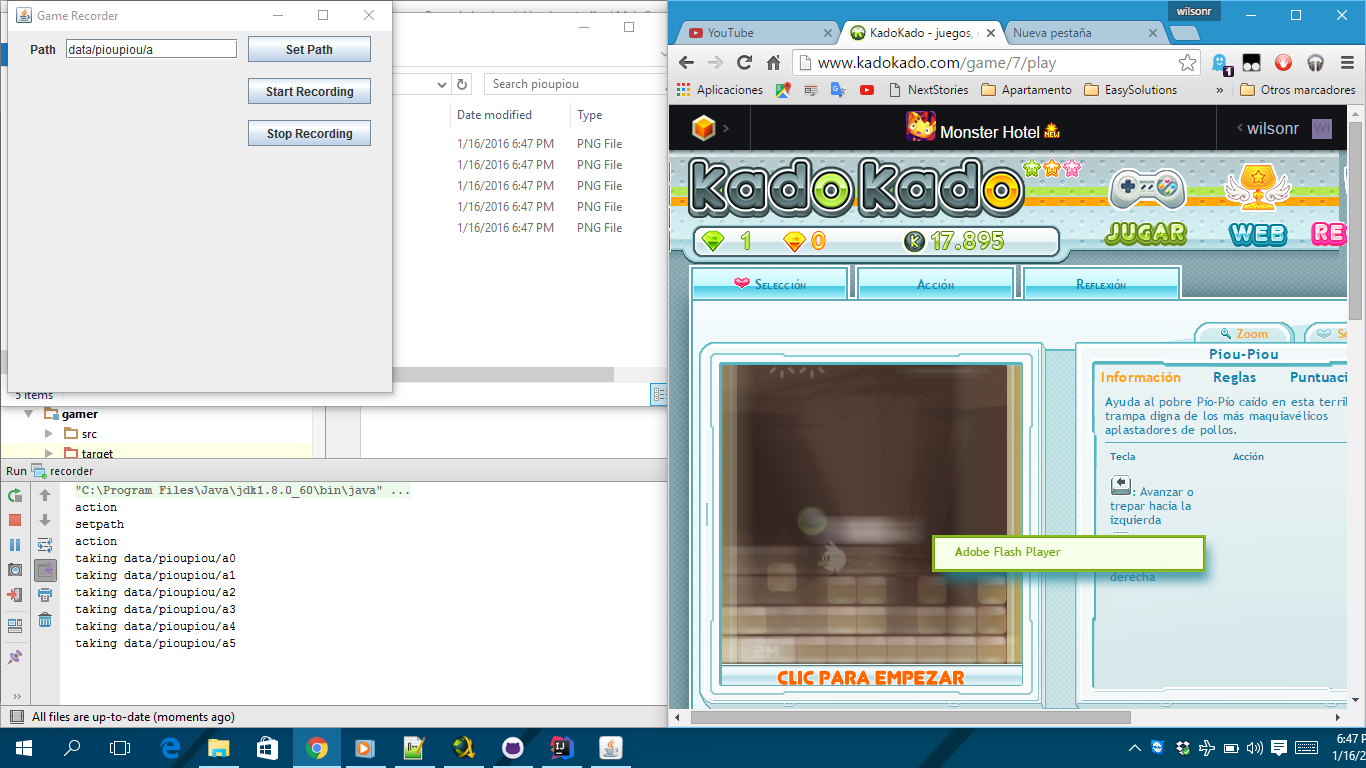 Game Recorder
Path data/pioupiou/a Set Path
Start Recording
Stop Recording
Search pioupiou
Date modified Type
1/16/2016 6:47 PM PNG File
1/16/2016 6:47 PM PNG File
1/16/2016 6:47 PM PNG File
1/16/2016 6:47 PM PNG File
1/16/2016 6:47 PM PNG File
5 items
gamer
src
target
Run recorder
"C:\Program Files\Java\jdk1.8.0_60\bin\java" ...
action
setpath
action
taking data/pioupiou/a0
taking data/pioupiou/a1
taking data/pioupiou/a2
taking data/pioupiou/a3
taking data/pioupiou/a4
taking data/pioupiou/a5
All files are up-to-date (moments ago)
wilsonr
YouTube KadoKado - juegos, Nueva pestaña
www.kadokado.com/game/7/play
1
Aplicaciones NextStories Apartamento EasySolutions » Otros marcadores
Monster Hotel NEW wilsonr WI
KadoKado
1 0 K 17.895
JUGAR WEB RE
Selección Acción Reflexión
Zoom Se
Piou-Piou
Información Reglas Puntuaci
Ayuda al pobre Pío-Pío caído en esta terrib
trampa digna de los más maquiavélicos
aplastadores de pollos.
Tecla Acción
: Avanzar o
trepar hacia la
izquierda
Adobe Flash Player
derecha
2M
CLIC PARA EMPEZAR
6:47 P
1/16/2